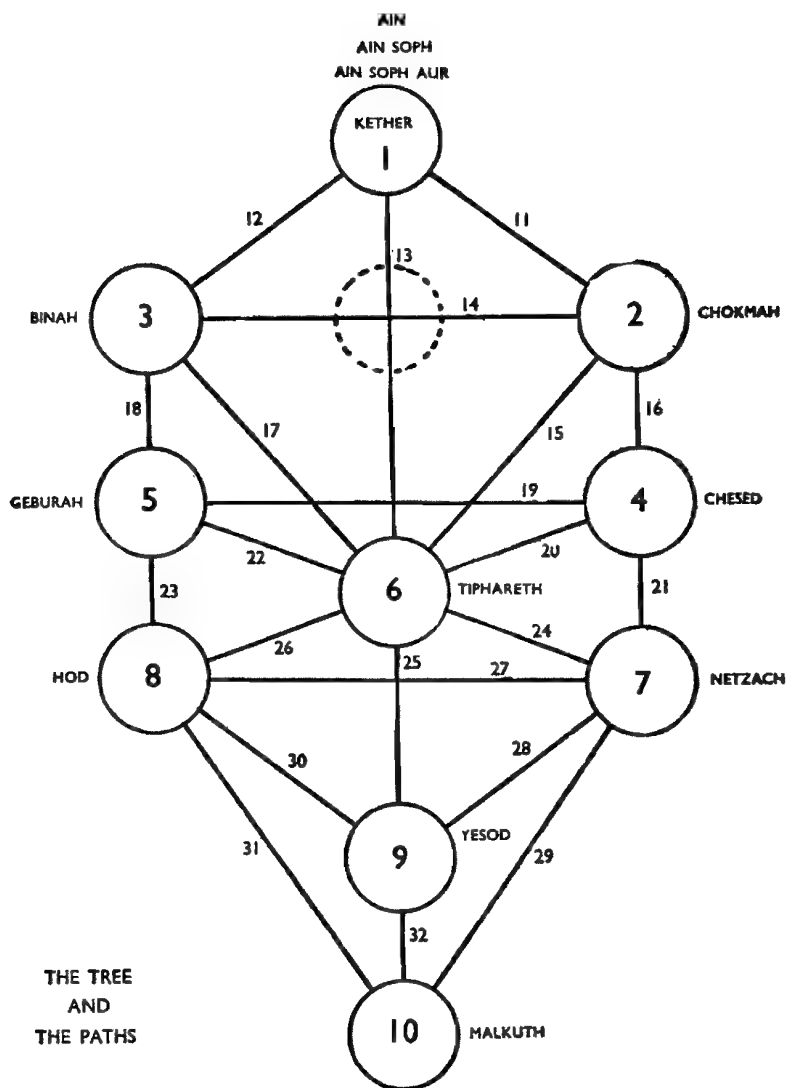 AIN
AIN SOPH
AIN SOPH AUR
KETHER
1
12
11
13
14
BINAH
3
2
CHOKMAH
18
17
15
16
GEBURAH
5
19
4
CHESED
22
20
23
6
TIPHARETH
21
26
24
25
27
HOD
8
7
NETZACH
30
28
YESOD
9
31
29
32
THE TREE
AND
THE PATHS
10
MALKUTH